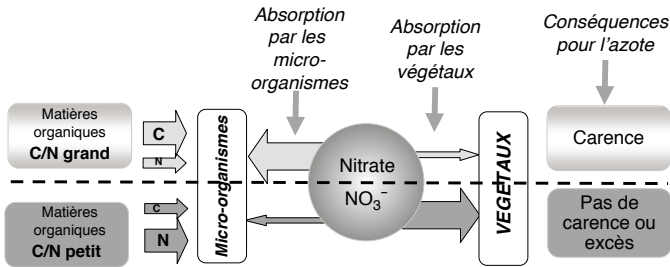 Absorption
par les
micro-
organismes
Absorption
par les
végétaux
Conséquences
pour l'azote
Matières
organiques
C/N grand
C
N
Micro-organismes
Nitrate
NO₃⁻
VEGÉTAUX
Carence
Matières
organiques
C/N petit
C
N
Pas de
carence ou
excès